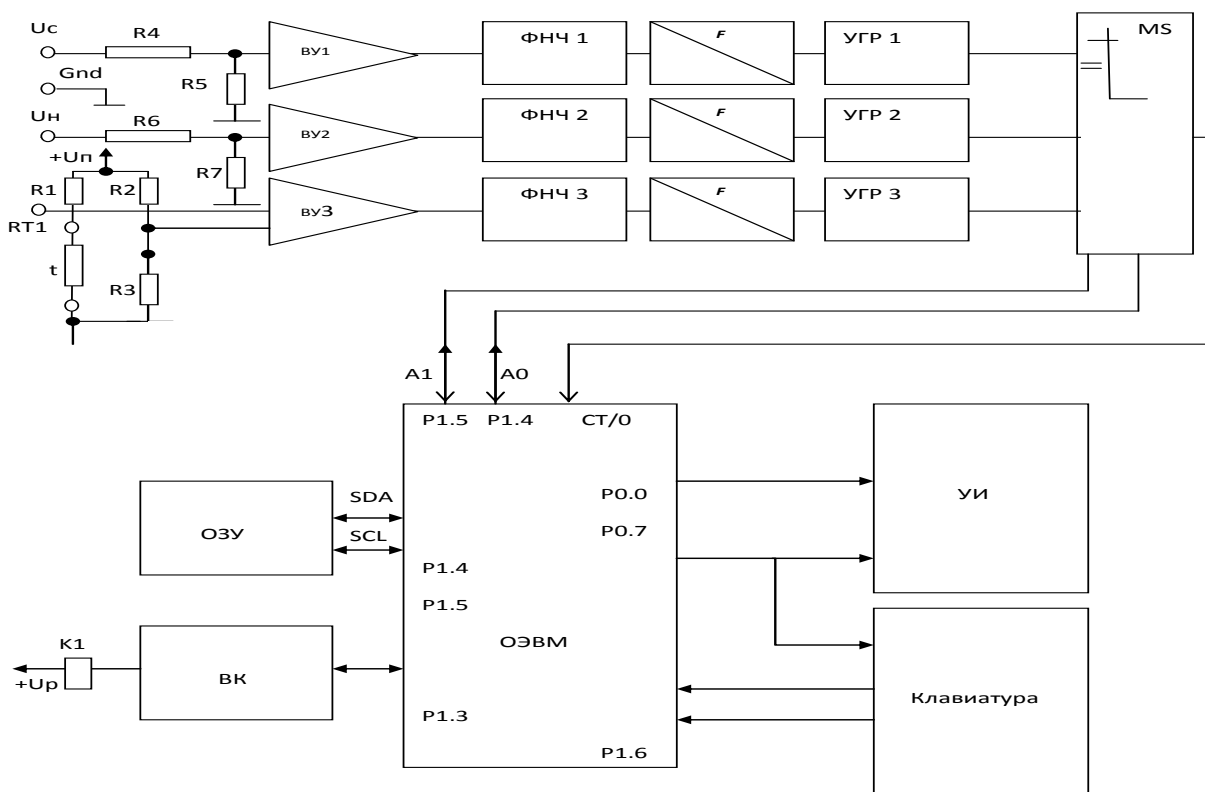 Uc R4 ВУ1 ФНЧ 1 F УГР 1 MS
Gnd R5
Uн R6 ВУ2 ФНЧ 2 F УГР 2
+Uп R7
R1 R2 ВУ3 ФНЧ 3 F УГР 3
RT1
t R3
A1 A0
P1.5 P1.4 CT/0
ОЗУ SDA P0.0 УИ
SCL P0.7
P1.4
P1.5
K1 ВК ОЭВМ Клавиатура
+Up
P1.3
P1.6